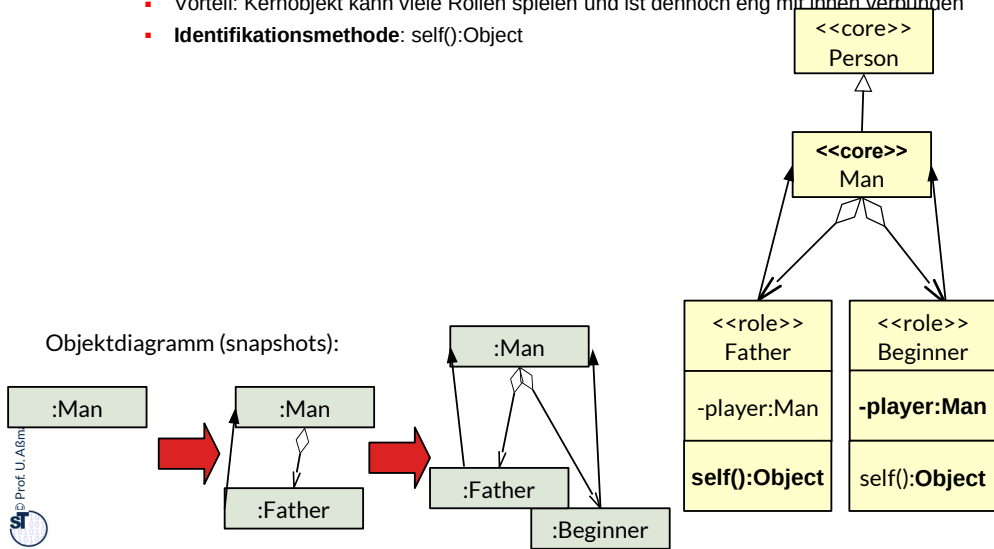 Vorteil: Kernobjekt kann viele Rollen spielen und ist dennoch eng mit ihnen verbunden
Identifikationsmethode: self():Object
<<core>>
Person
<<core>>
Man
<<role>>
Father
-player:Man
self():Object
<<role>>
Beginner
-player:Man
self():Object
Objektdiagramm (snapshots):
:Man
:Man
:Father
:Man
:Father
:Beginner
© Prof. U. Aßm
ST